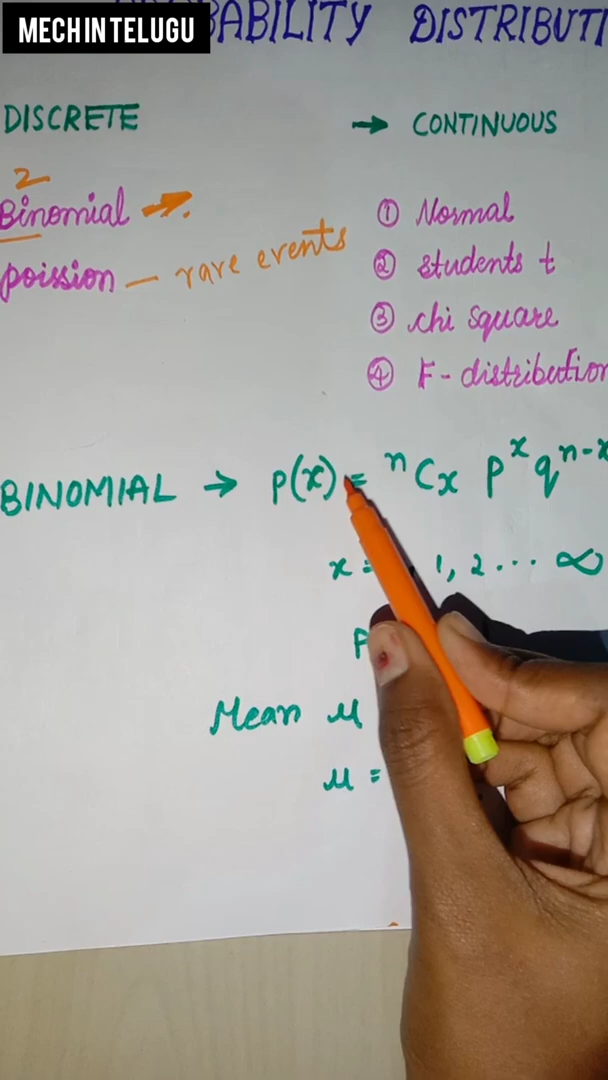 MECH IN TELUGU
PROBABILITY DISTRIBUTI
DISCRETE
→ CONTINUOUS
2
Binomial →
poission — rare events
① Normal
② students t
③ chi square
④ F - distribution
BINOMIAL → p(x) = ⁿCx pˣ qⁿ⁻ˣ
x = 1, 2 ... ∞
P
Mean μ
μ =